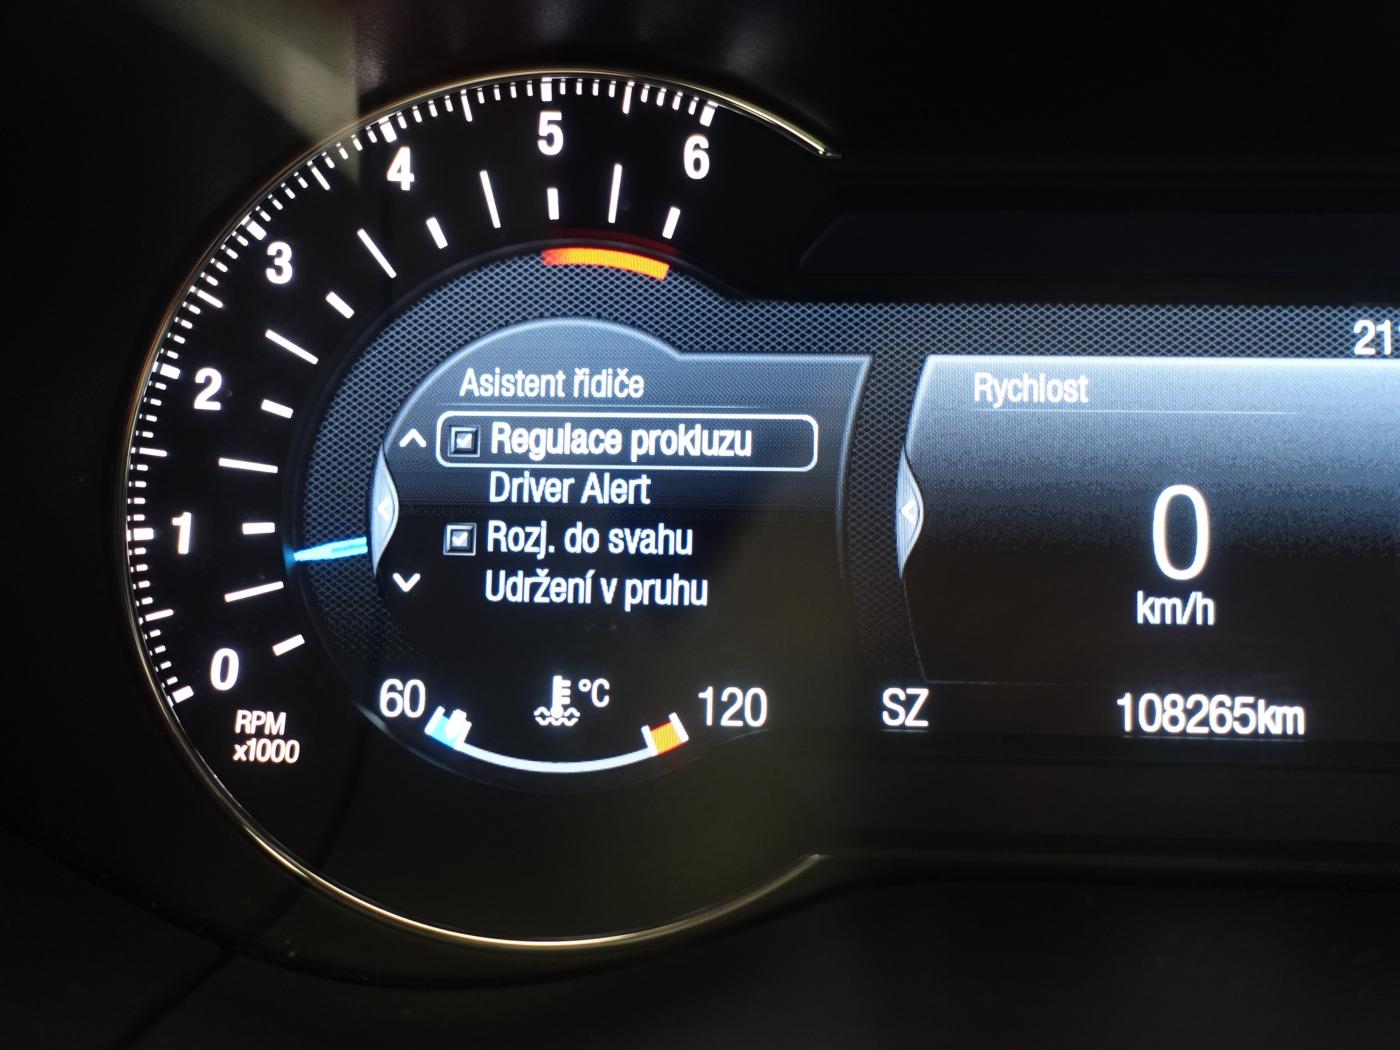 6
5
4
3
2
1
0
RPM
x1000
Asistent řidiče
Regulace prokluzu
Driver Alert
Rozj. do svahu
Udržení v pruhu
60
°C
120
21
Rychlost
0
km/h
SZ
108265km